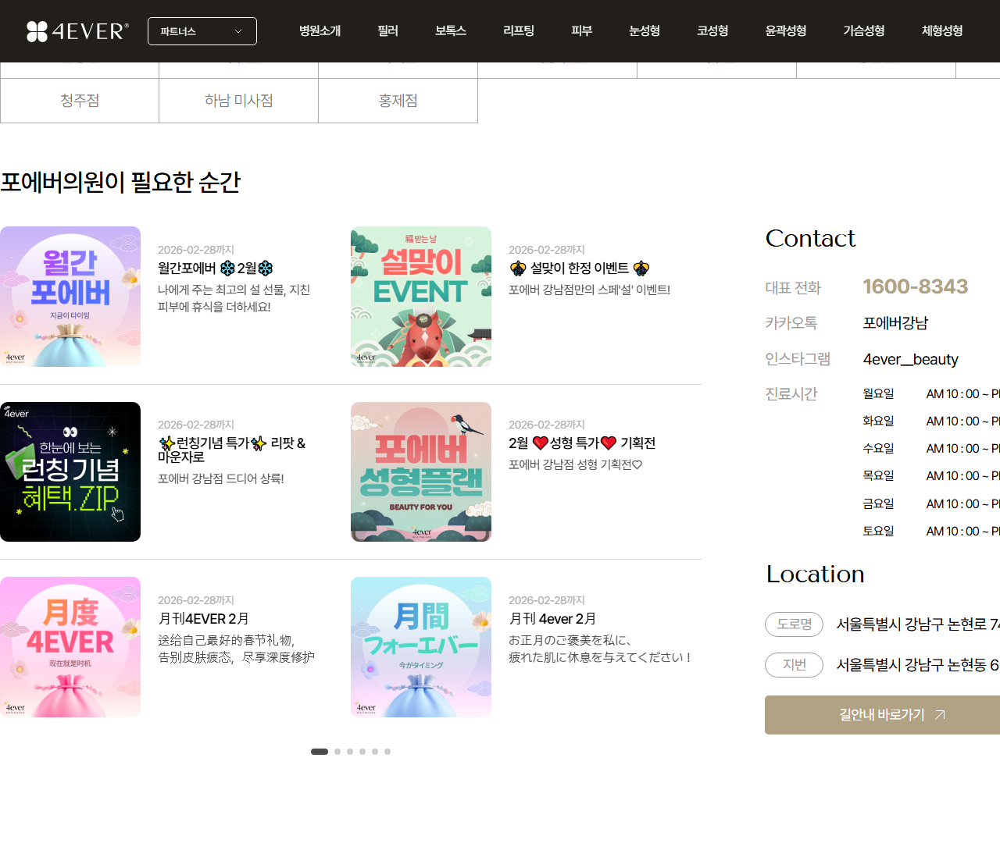 4EVER®
파트너스
병원소개 필러 보톡스 리프팅 피부 눈성형 코성형 윤곽성형 가슴성형 체형성형
청주점 하남 미사점 홍제점
포에버의원이 필요한 순간
월간
포에버
지금이 타이밍
4ever
2026-02-28까지
월간포에버 ❄️2월❄️
나에게 주는 최고의 설 선물, 지친
피부에 휴식을 더하세요!
福 받는 날
설맞이
EVENT
4ever
2026-02-28까지
설맞이 한정 이벤트
포에버 강남점만의 스페'설' 이벤트!
4ever
한눈에 보는
런칭 기념
혜택.ZIP
2026-02-28까지
✨런칭기념 특가✨ 리팟 &
마운자로
포에버 강남점 드디어 상륙!
포에버
성형플랜
BEAUTY FOR YOU
4ever
2026-02-28까지
2월 ❤️성형 특가❤️ 기획전
포에버 강남점 성형 기획전♡
月度
4EVER
现在就是时机
4ever
2026-02-28까지
月刊4EVER 2月
送给自己最好的春节礼物，
告别皮肤疲态，尽享深度修护
月間
フォーエバー
今がタイミング
4ever
2026-02-28까지
月刊 4ever 2月
お正月のご褒美を私に、
疲れた肌に休息を与えてください！
Contact
대표 전화 1600-8343
카카오톡 포에버강남
인스타그램 4ever__beauty
진료시간 월요일 AM 10 : 00 ~
화요일 AM 10 : 00 ~
수요일 AM 10 : 00 ~
목요일 AM 10 : 00 ~
금요일 AM 10 : 00 ~
토요일 AM 10 : 00 ~
Location
도로명 서울특별시 강남구 논현로
지번 서울특별시 강남구 논현동
길안내 바로가기